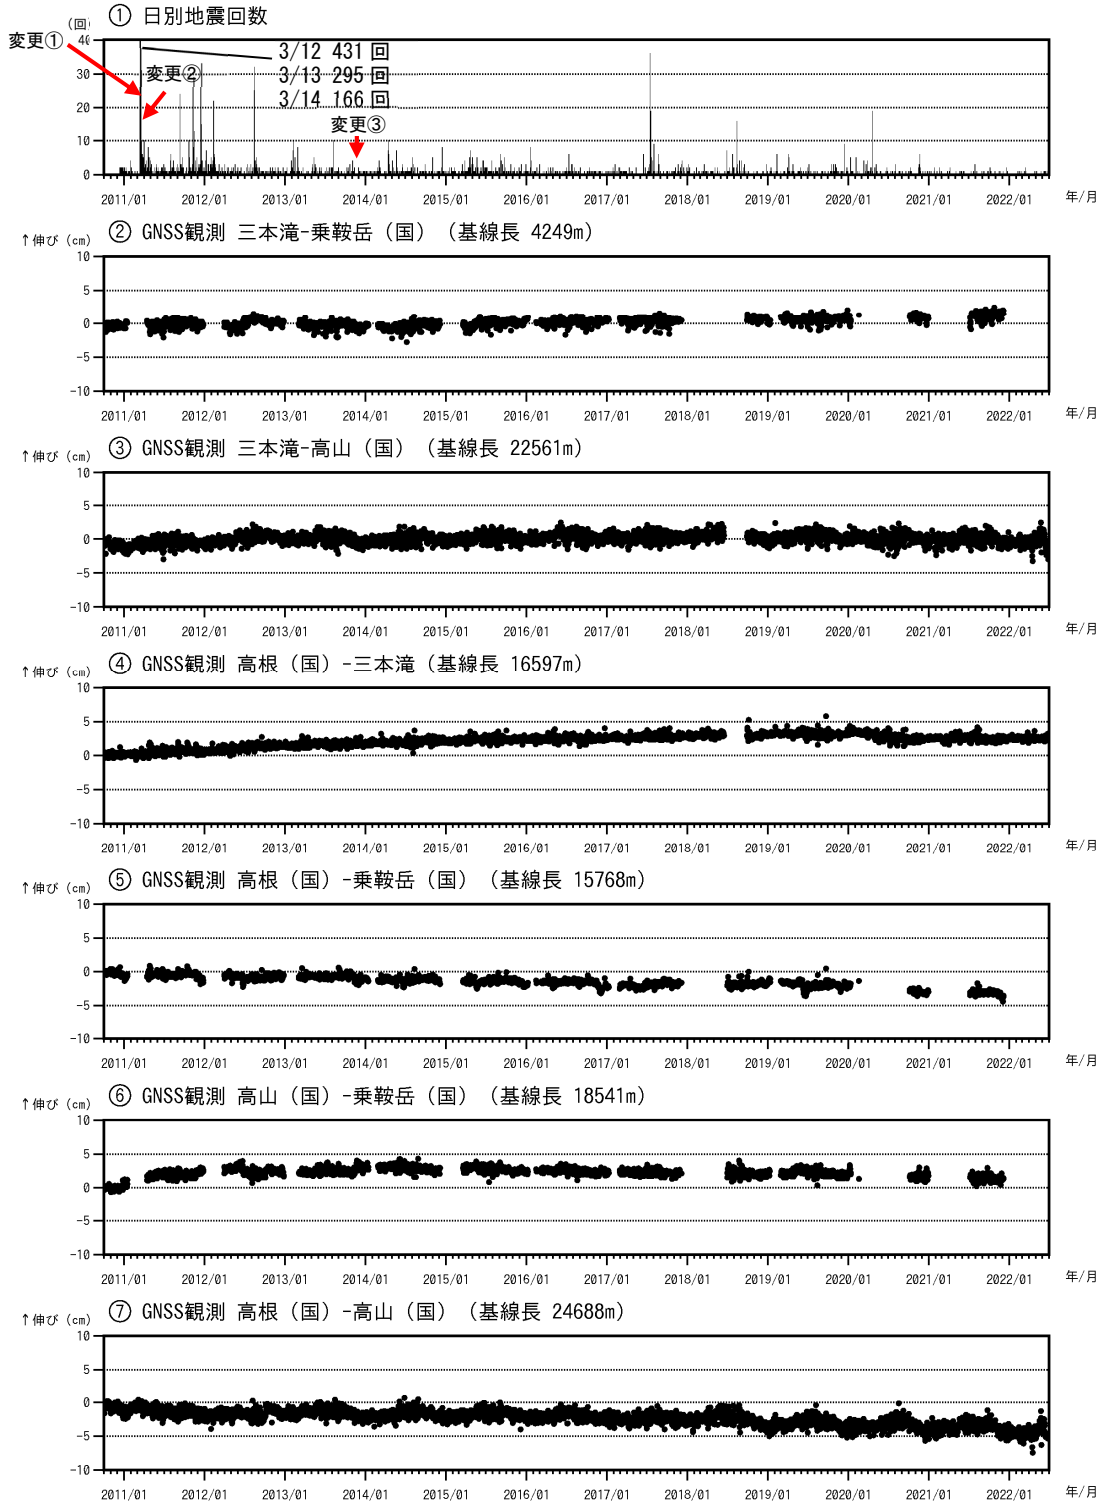 ① 日別地震回数
(回)
変更①
変更②
変更③
3/12 431 回
3/13 295 回
3/14 166 回
40
30
20
10
0
2011/01 2012/01 2013/01 2014/01 2015/01 2016/01 2017/01 2018/01 2019/01 2020/01 2021/01 2022/01 年/月
② GNSS観測 三本滝-乗鞍岳（国）（基線長 4249m）
↑伸び（cm）
10
5
0
-5
-10
2011/01 2012/01 2013/01 2014/01 2015/01 2016/01 2017/01 2018/01 2019/01 2020/01 2021/01 2022/01 年/月
③ GNSS観測 三本滝-高山（国）（基線長 22561m）
↑伸び（cm）
10
5
0
-5
-10
2011/01 2012/01 2013/01 2014/01 2015/01 2016/01 2017/01 2018/01 2019/01 2020/01 2021/01 2022/01 年/月
④ GNSS観測 高根（国）-三本滝（基線長 16597m）
↑伸び（cm）
10
5
0
-5
-10
2011/01 2012/01 2013/01 2014/01 2015/01 2016/01 2017/01 2018/01 2019/01 2020/01 2021/01 2022/01 年/月
⑤ GNSS観測 高根（国）-乗鞍岳（国）（基線長 15768m）
↑伸び（cm）
10
5
0
-5
-10
2011/01 2012/01 2013/01 2014/01 2015/01 2016/01 2017/01 2018/01 2019/01 2020/01 2021/01 2022/01 年/月
⑥ GNSS観測 高山（国）-乗鞍岳（国）（基線長 18541m）
↑伸び（cm）
10
5
0
-5
-10
2011/01 2012/01 2013/01 2014/01 2015/01 2016/01 2017/01 2018/01 2019/01 2020/01 2021/01 2022/01 年/月
⑦ GNSS観測 高根（国）-高山（国）（基線長 24688m）
↑伸び（cm）
10
5
0
-5
-10
2011/01 2012/01 2013/01 2014/01 2015/01 2016/01 2017/01 2018/01 2019/01 2020/01 2021/01 2022/01 年/月